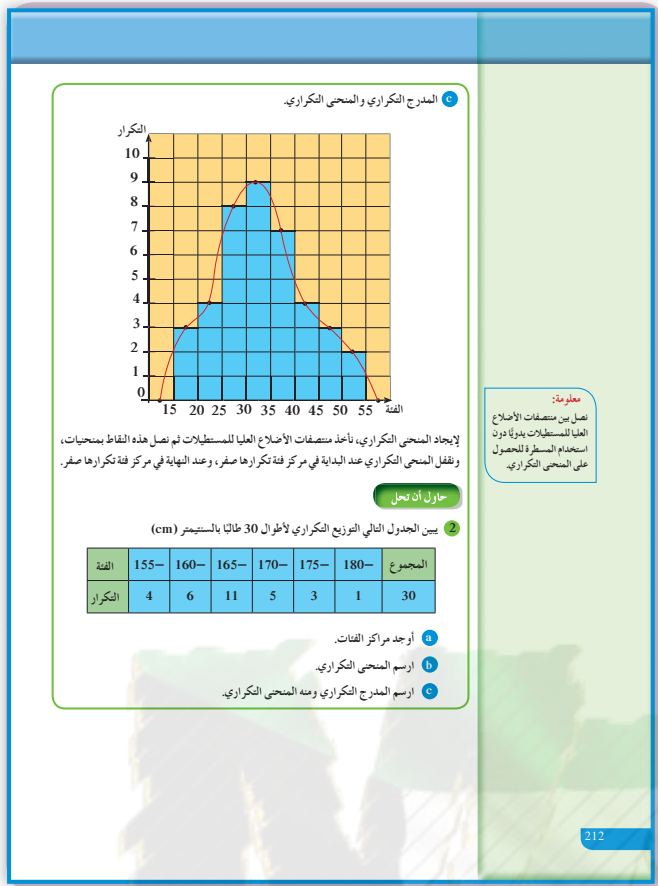 c المدرج التكراري والمنحنى التكراري.
التكرار
10
9
8
7
6
5
4
3
2
1
0
15 20 25 30 35 40 45 50 55
الفئة
لإيجاد المنحنى التكراري، نأخذ منتصفات الأضلاع العليا للمستطيلات ثم نصل هذه النقاط بمنحنيات،
ونقفل المنحى التكراري عند البداية في مركز فئة تكرارها صفر، وعند النهاية في مركز فئة تكرارها صفر.
معلومة:
نصل بين منتصفات الأضلاع
العليا للمستطيلات يدويًّا دون
استخدام المسطرة للحصول
على المنحنى التكراري.
حاول أن تحل
2 يبين الجدول التالي التوزيع التكراري لأطوال 30 طالبًا بالسنتيمتر (cm)
الفئة 155– 160– 165– 170– 175– 180– المجموع
التكرار 4 6 11 5 3 1 30
a أوجد مراكز الفئات.
b ارسم المنحنى التكراري.
c ارسم المدرج التكراري ومنه المنحنى التكراري.
212